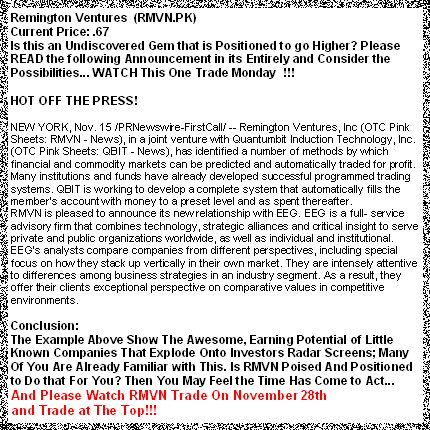 Remington Ventures (RMVN.PK)
Current Price: .67
Is this an Undiscovered Gem that is Positioned to go Higher? Please
READ the following Announcement in its Entirely and Consider the
Possibilities... WATCH This One Trade Monday !!!
HOT OFF THE PRESS!
NEW YORK, Nov. 15 /PRNewswire-FirstCall/ -- Remington Ventures, Inc (OTC Pink
Sheets: RMVN - News), in a joint venture with Quantumbit Induction Technology, Inc.
(OTC Pink Sheets: QBIT - News), has identified a number of methods by which
financial and commodity markets can be predicted and automatically traded for profit.
Many institutions and funds have already developed successful programmed trading
systems. QBIT is working to develop a complete system that automatically fills the
member's account with money to a preset level and as spent thereafter.
RMVN is pleased to announce its new relationship with EEG. EEG is a full- service
advisory firm that combines technology, strategic alliances and critical insight to serve
private and public organizations worldwide, as well as individual and institutional.
EEG's analysts compare companies from different perspectives, including special
focus on how they stack up vertically in their own market. They are intensely attentive
to differences among business strategies in an industry segment. As a result, they
offer their clients exceptional perspective on comparative values in competitive
environments.
Conclusion:
The Example Above Show The Awesome, Earning Potential of Little
Known Companies That Explode Onto Investors Radar Screens; Many
Of You Are Already Familiar with This. Is RMVN Poised And Positioned
to Do that For You? Then You May Feel the Time Has Come to Act...
And Please Watch RMVN Trade On November 28th
and Trade at The Top!!!